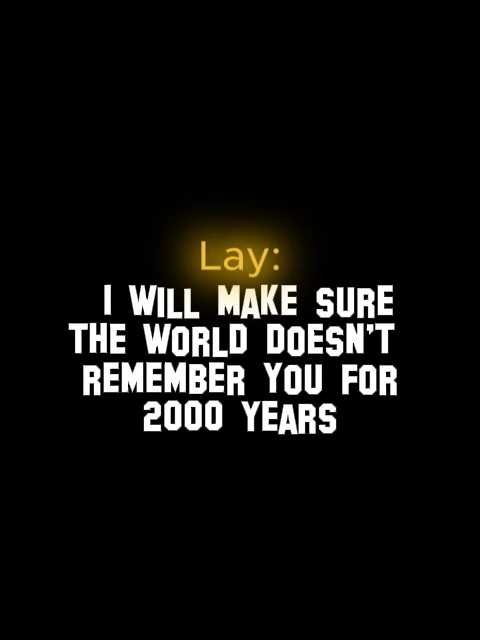 Lay:
I WILL MAKE SURE
THE WORLD DOESN'T
REMEMBER YOU FOR
2000 YEARS